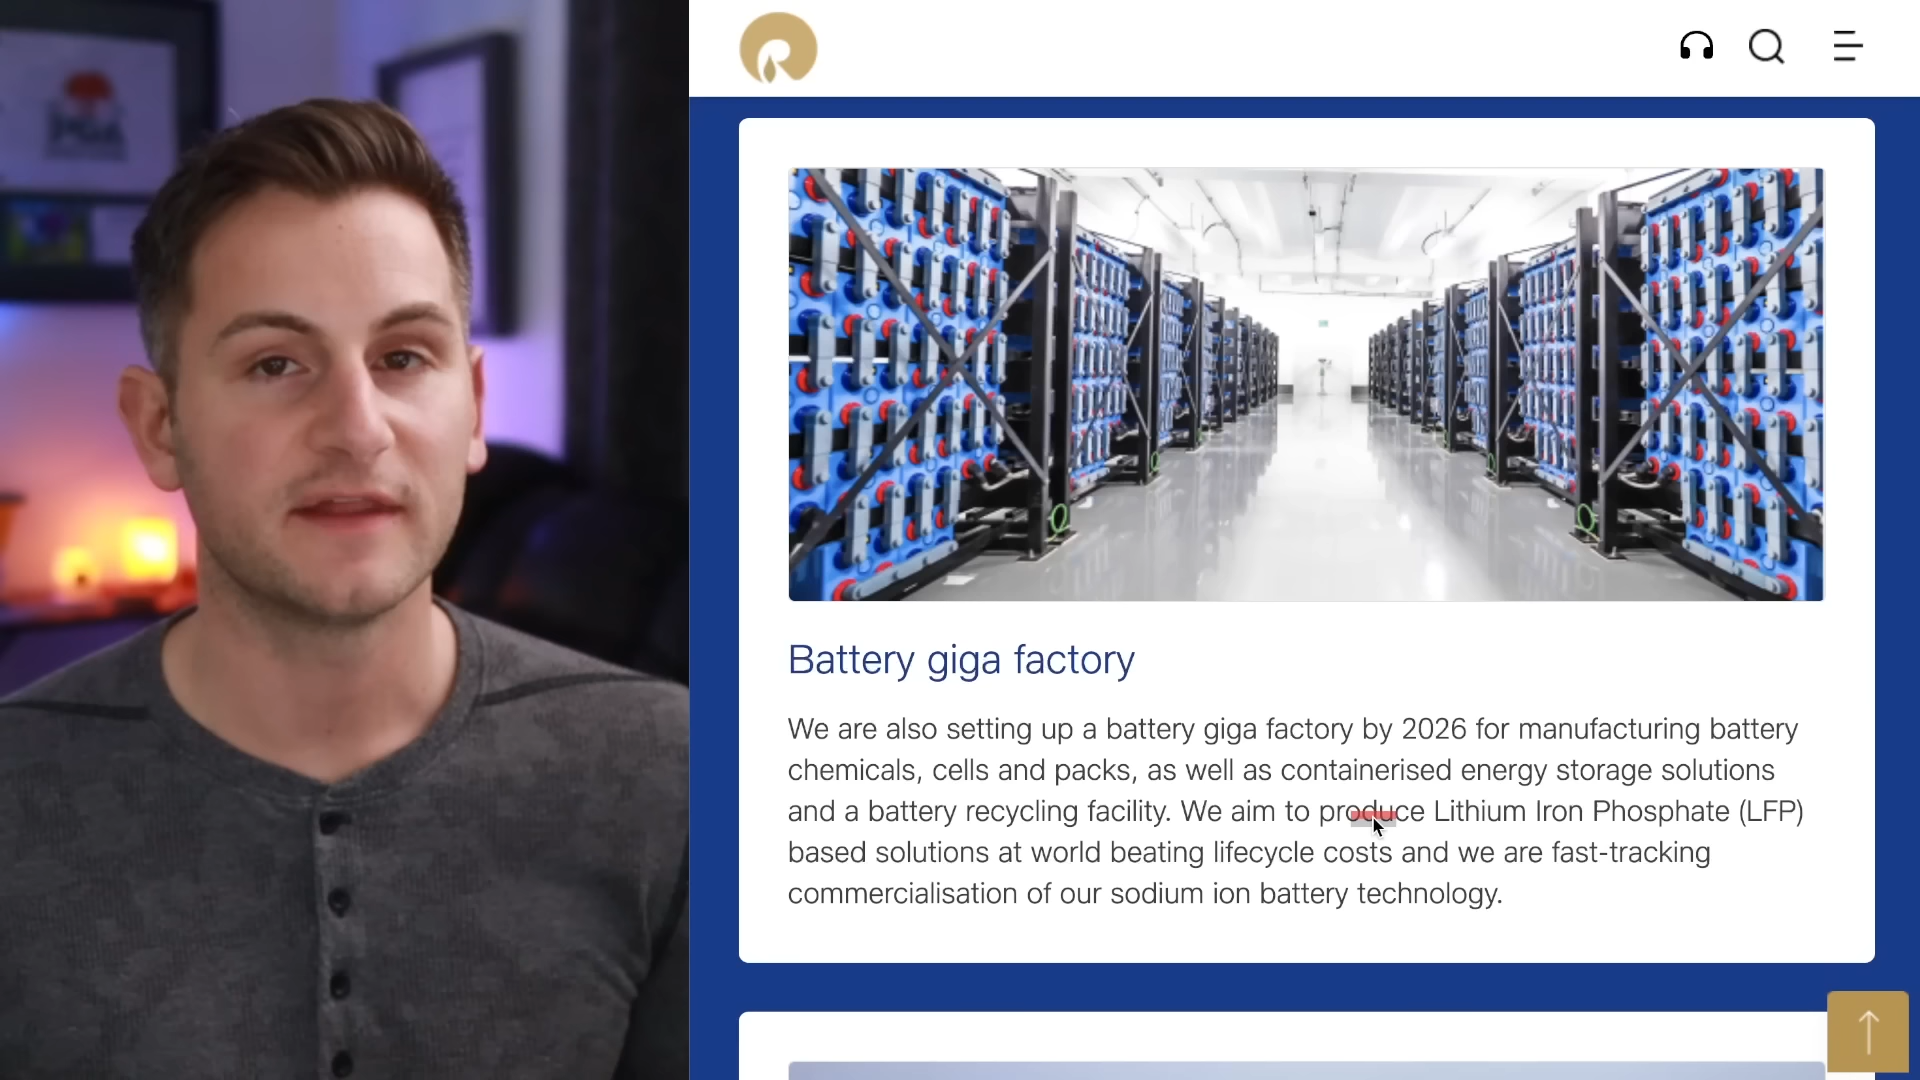 PGA
Battery giga factory
We are also setting up a battery giga factory by 2026 for manufacturing battery
chemicals, cells and packs, as well as containerised energy storage solutions
and a battery recycling facility. We aim to produce Lithium Iron Phosphate (LFP)
based solutions at world beating lifecycle costs and we are fast-tracking
commercialisation of our sodium ion battery technology.